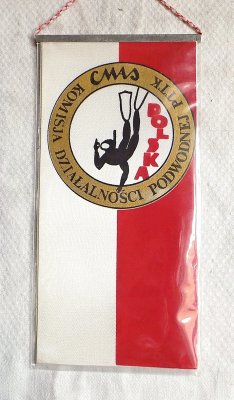 CMAS
KOMISJA DZIAŁALNOŚCI PODWODNEJ PTTK
POLSKA